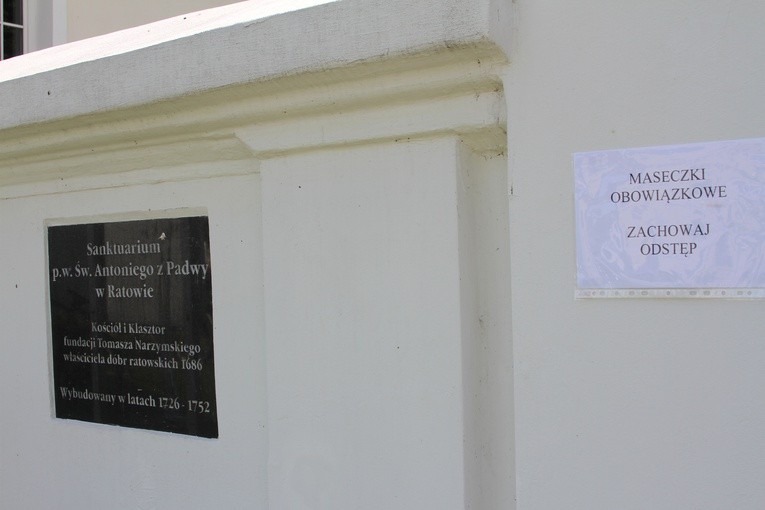 Sanktuarium
p.w. Św. Antoniego z Padwy
w Ratowie
Kościół i Klasztor
fundacji Tomasza Narzymskiego
właściciela dóbr ratowskich 1686
Wybudowany w latach 1726 - 1752
MASECZKI
OBOWIĄZKOWE
ZACHOWAJ
ODSTĘP